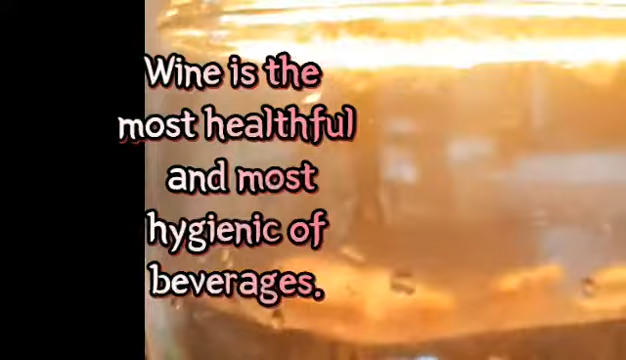 Wine is the
most healthful
and most
hygienic of
beverages.